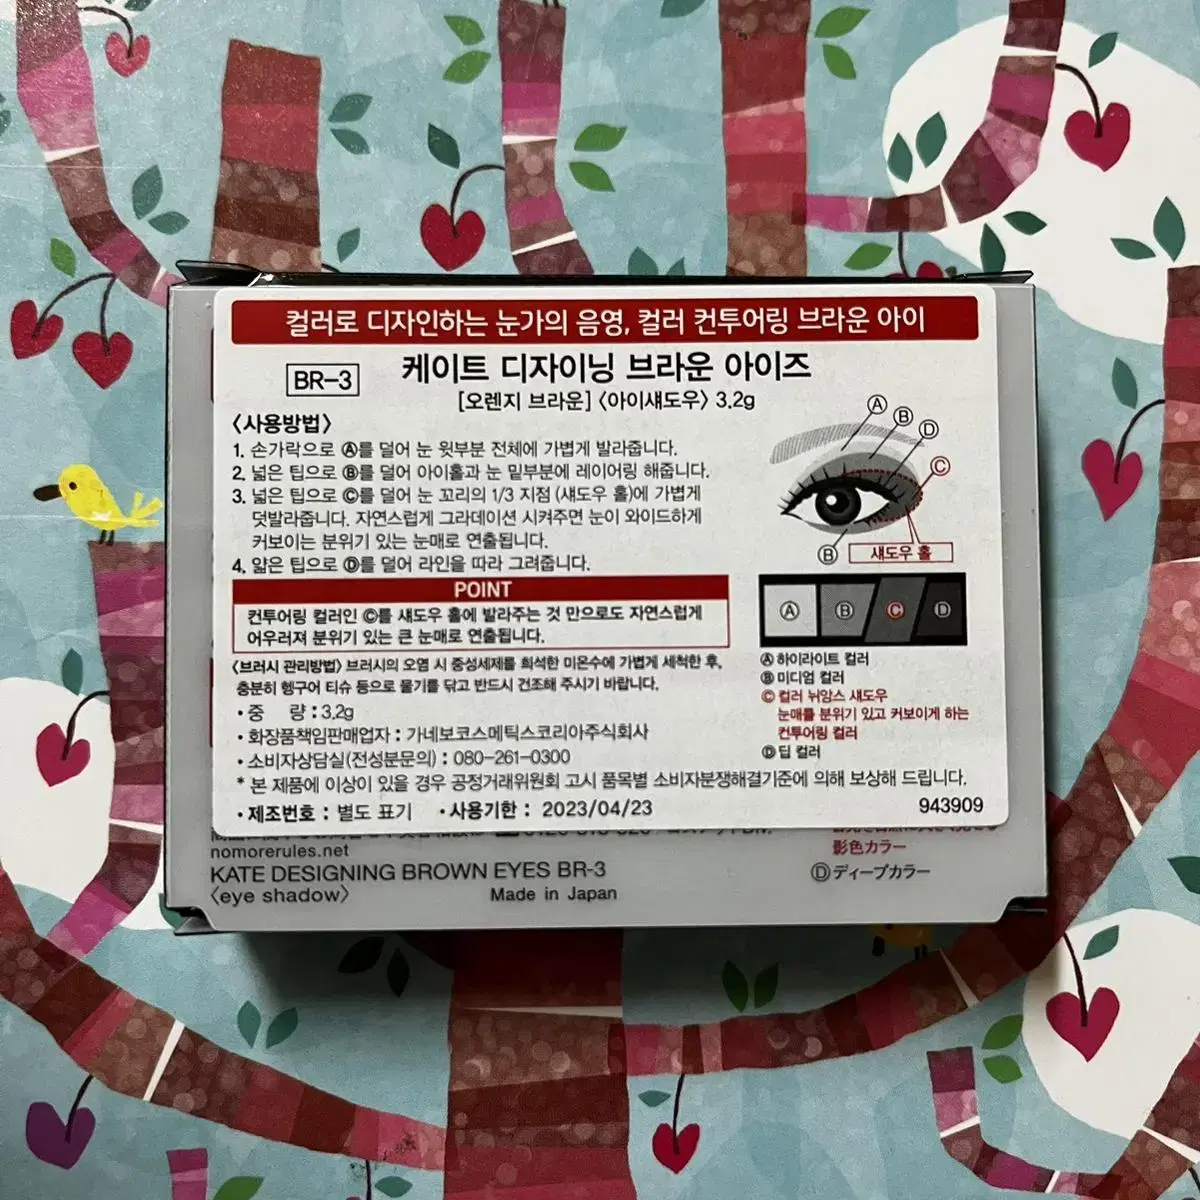 컬러로 디자인하는 눈가의 음영, 컬러 컨투어링 브라운 아이
BR-3
케이트 디자이닝 브라운 아이즈
[오렌지 브라운] 〈아이섀도우〉 3.2g
〈사용방법〉
1. 손가락으로 Ⓐ를 덜어 눈 윗부분 전체에 가볍게 발라줍니다.
2. 넓은 팁으로 Ⓑ를 덜어 아이홀과 눈 밑부분에 레이어링 해줍니다.
3. 넓은 팁으로 Ⓒ를 덜어 눈 꼬리의 1/3 지점 (섀도우 홀)에 가볍게
덧발라줍니다. 자연스럽게 그라데이션 시켜주면 눈이 와이드하게
커보이는 분위기 있는 눈매로 연출됩니다.
4. 얇은 팁으로 Ⓓ를 덜어 라인을 따라 그려줍니다.
Ⓐ
Ⓑ
Ⓓ
Ⓒ
Ⓑ
섀도우 홀
POINT
컨투어링 컬러인 Ⓒ를 섀도우 홀에 발라주는 것 만으로도 자연스럽게
어우러져 분위기 있는 큰 눈매로 연출됩니다.
Ⓐ Ⓑ Ⓒ Ⓓ
Ⓐ 하이라이트 컬러
Ⓑ 미디엄 컬러
Ⓒ 컬러 뉘앙스 섀도우
눈매를 분위기 있고 커보이게 하는
컨투어링 컬러
Ⓓ 딥 컬러
〈브러시 관리방법〉 브러시의 오염 시 중성세제를 희석한 미온수에 가볍게 세척한 후,
충분히 헹구어 티슈 등으로 물기를 닦고 반드시 건조해 주시기 바랍니다.
• 중 량 : 3.2g
• 화장품책임판매업자 : 가네보코스메틱스코리아주식회사
• 소비자상담실(전성분문의) : 080-261-0300
* 본 제품에 이상이 있을 경우 공정거래위원회 고시 품목별 소비자분쟁해결기준에 의해 보상해 드립니다.
• 제조번호 : 별도 표기 • 사용기한 : 2023/04/23
943909
nomorerules.net
KATE DESIGNING BROWN EYES BR-3
〈eye shadow〉 Made in Japan
影色カラー
Ⓓディープカラー